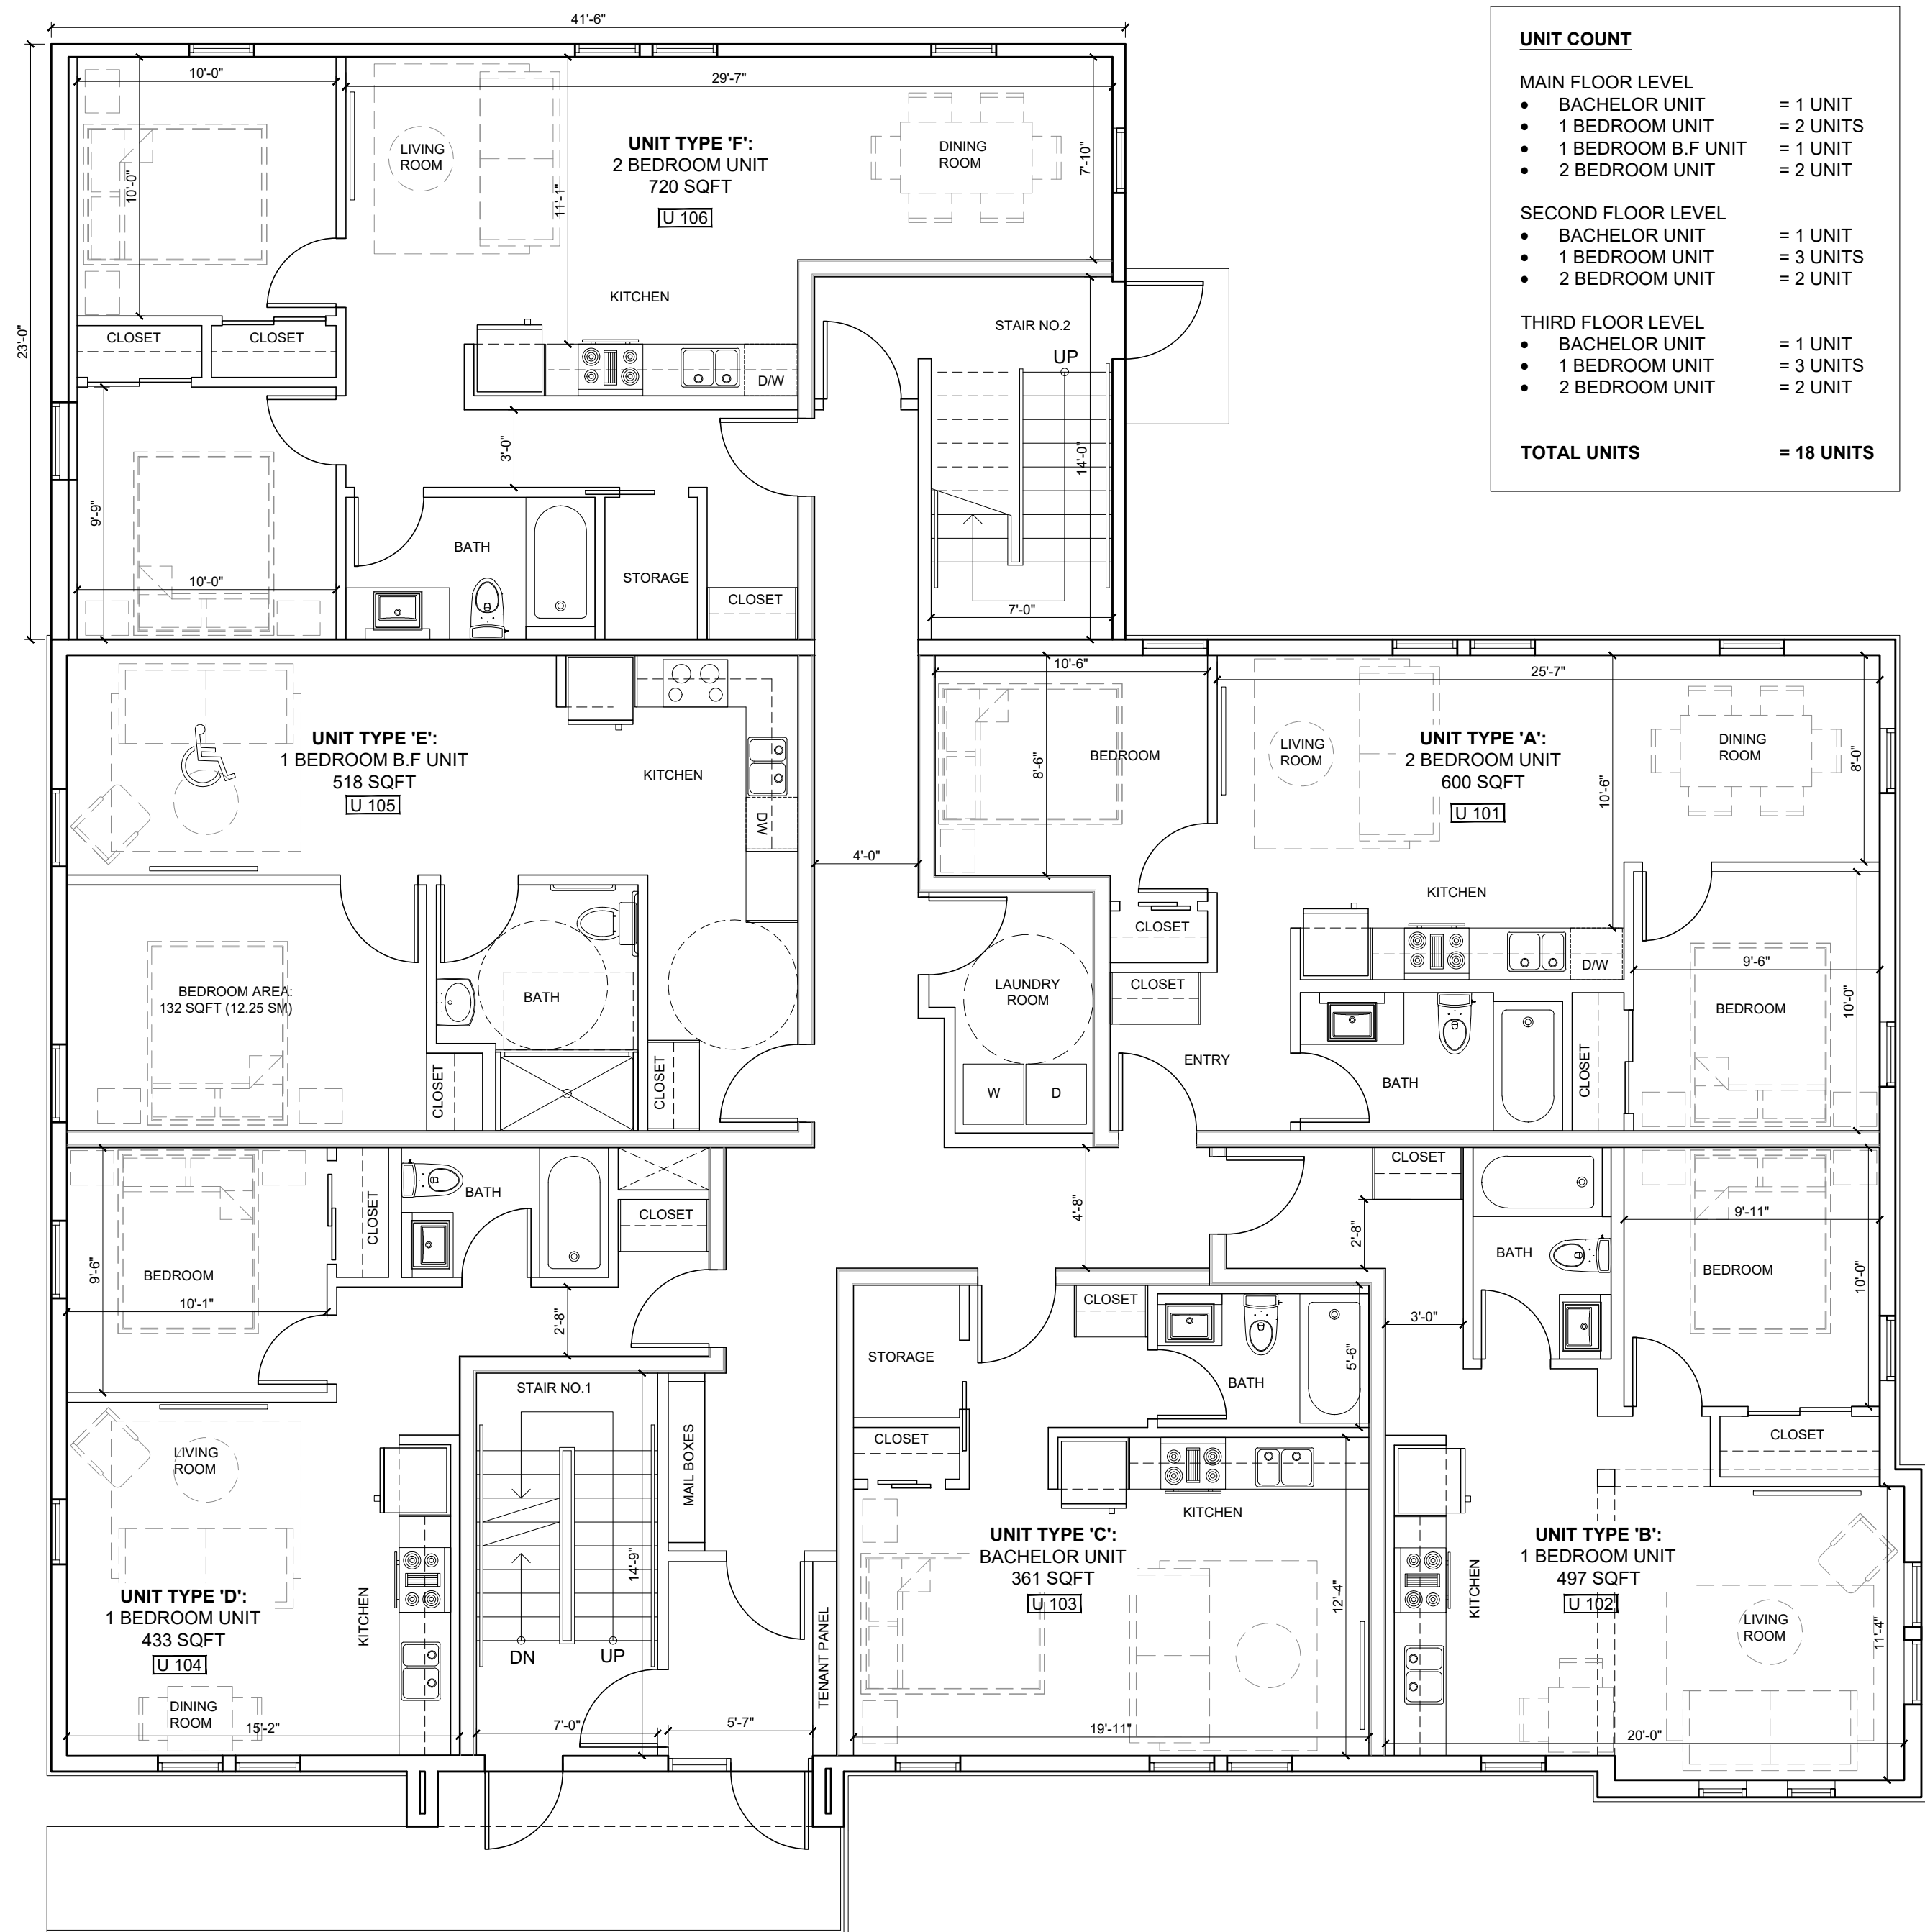 41'-6"
UNIT COUNT
MAIN FLOOR LEVEL
• BACHELOR UNIT = 1 UNIT
• 1 BEDROOM UNIT = 2 UNITS
• 1 BEDROOM B.F UNIT = 1 UNIT
• 2 BEDROOM UNIT = 2 UNIT
SECOND FLOOR LEVEL
• BACHELOR UNIT = 1 UNIT
• 1 BEDROOM UNIT = 3 UNITS
• 2 BEDROOM UNIT = 2 UNIT
THIRD FLOOR LEVEL
• BACHELOR UNIT = 1 UNIT
• 1 BEDROOM UNIT = 3 UNITS
• 2 BEDROOM UNIT = 2 UNIT
TOTAL UNITS = 18 UNITS
23'-0"
10'-0"
10'-0"
29'-7"
LIVING
ROOM
11'-1"
UNIT TYPE 'F':
2 BEDROOM UNIT
720 SQFT
U 106
DINING
ROOM
7'-10"
KITCHEN
CLOSET
CLOSET
D/W
STAIR NO.2
UP
3'-0"
14'-0"
9'-9"
10'-0"
BATH
STORAGE
CLOSET
7'-0"
UNIT TYPE 'E':
1 BEDROOM B.F UNIT
518 SQFT
U 105
KITCHEN
DW
4'-0"
BEDROOM AREA:
132 SQFT (12.25 SM)
BATH
CLOSET
CLOSET
10'-6"
8'-6"
BEDROOM
25'-7"
LIVING
ROOM
UNIT TYPE 'A':
2 BEDROOM UNIT
600 SQFT
U 101
10'-6"
DINING
ROOM
8'-0"
KITCHEN
D/W
CLOSET
CLOSET
LAUNDRY
ROOM
W
D
ENTRY
BATH
CLOSET
9'-6"
BEDROOM
10'-0"
9'-6"
BEDROOM
10'-1"
CLOSET
BATH
CLOSET
2'-8"
4'-8"
CLOSET
2'-8"
BATH
9'-11"
BEDROOM
10'-0"
3'-0"
CLOSET
STAIR NO.1
14'-9"
DN
UP
7'-0"
MAIL BOXES
TENANT PANEL
5'-7"
LIVING
ROOM
UNIT TYPE 'D':
1 BEDROOM UNIT
433 SQFT
U 104
KITCHEN
DINING
ROOM
15'-2"
STORAGE
CLOSET
CLOSET
BATH
5'-6"
KITCHEN
UNIT TYPE 'C':
BACHELOR UNIT
361 SQFT
U 103
12'-4"
19'-11"
UNIT TYPE 'B':
1 BEDROOM UNIT
497 SQFT
U 102
KITCHEN
LIVING
ROOM
11'-4"
20'-0"